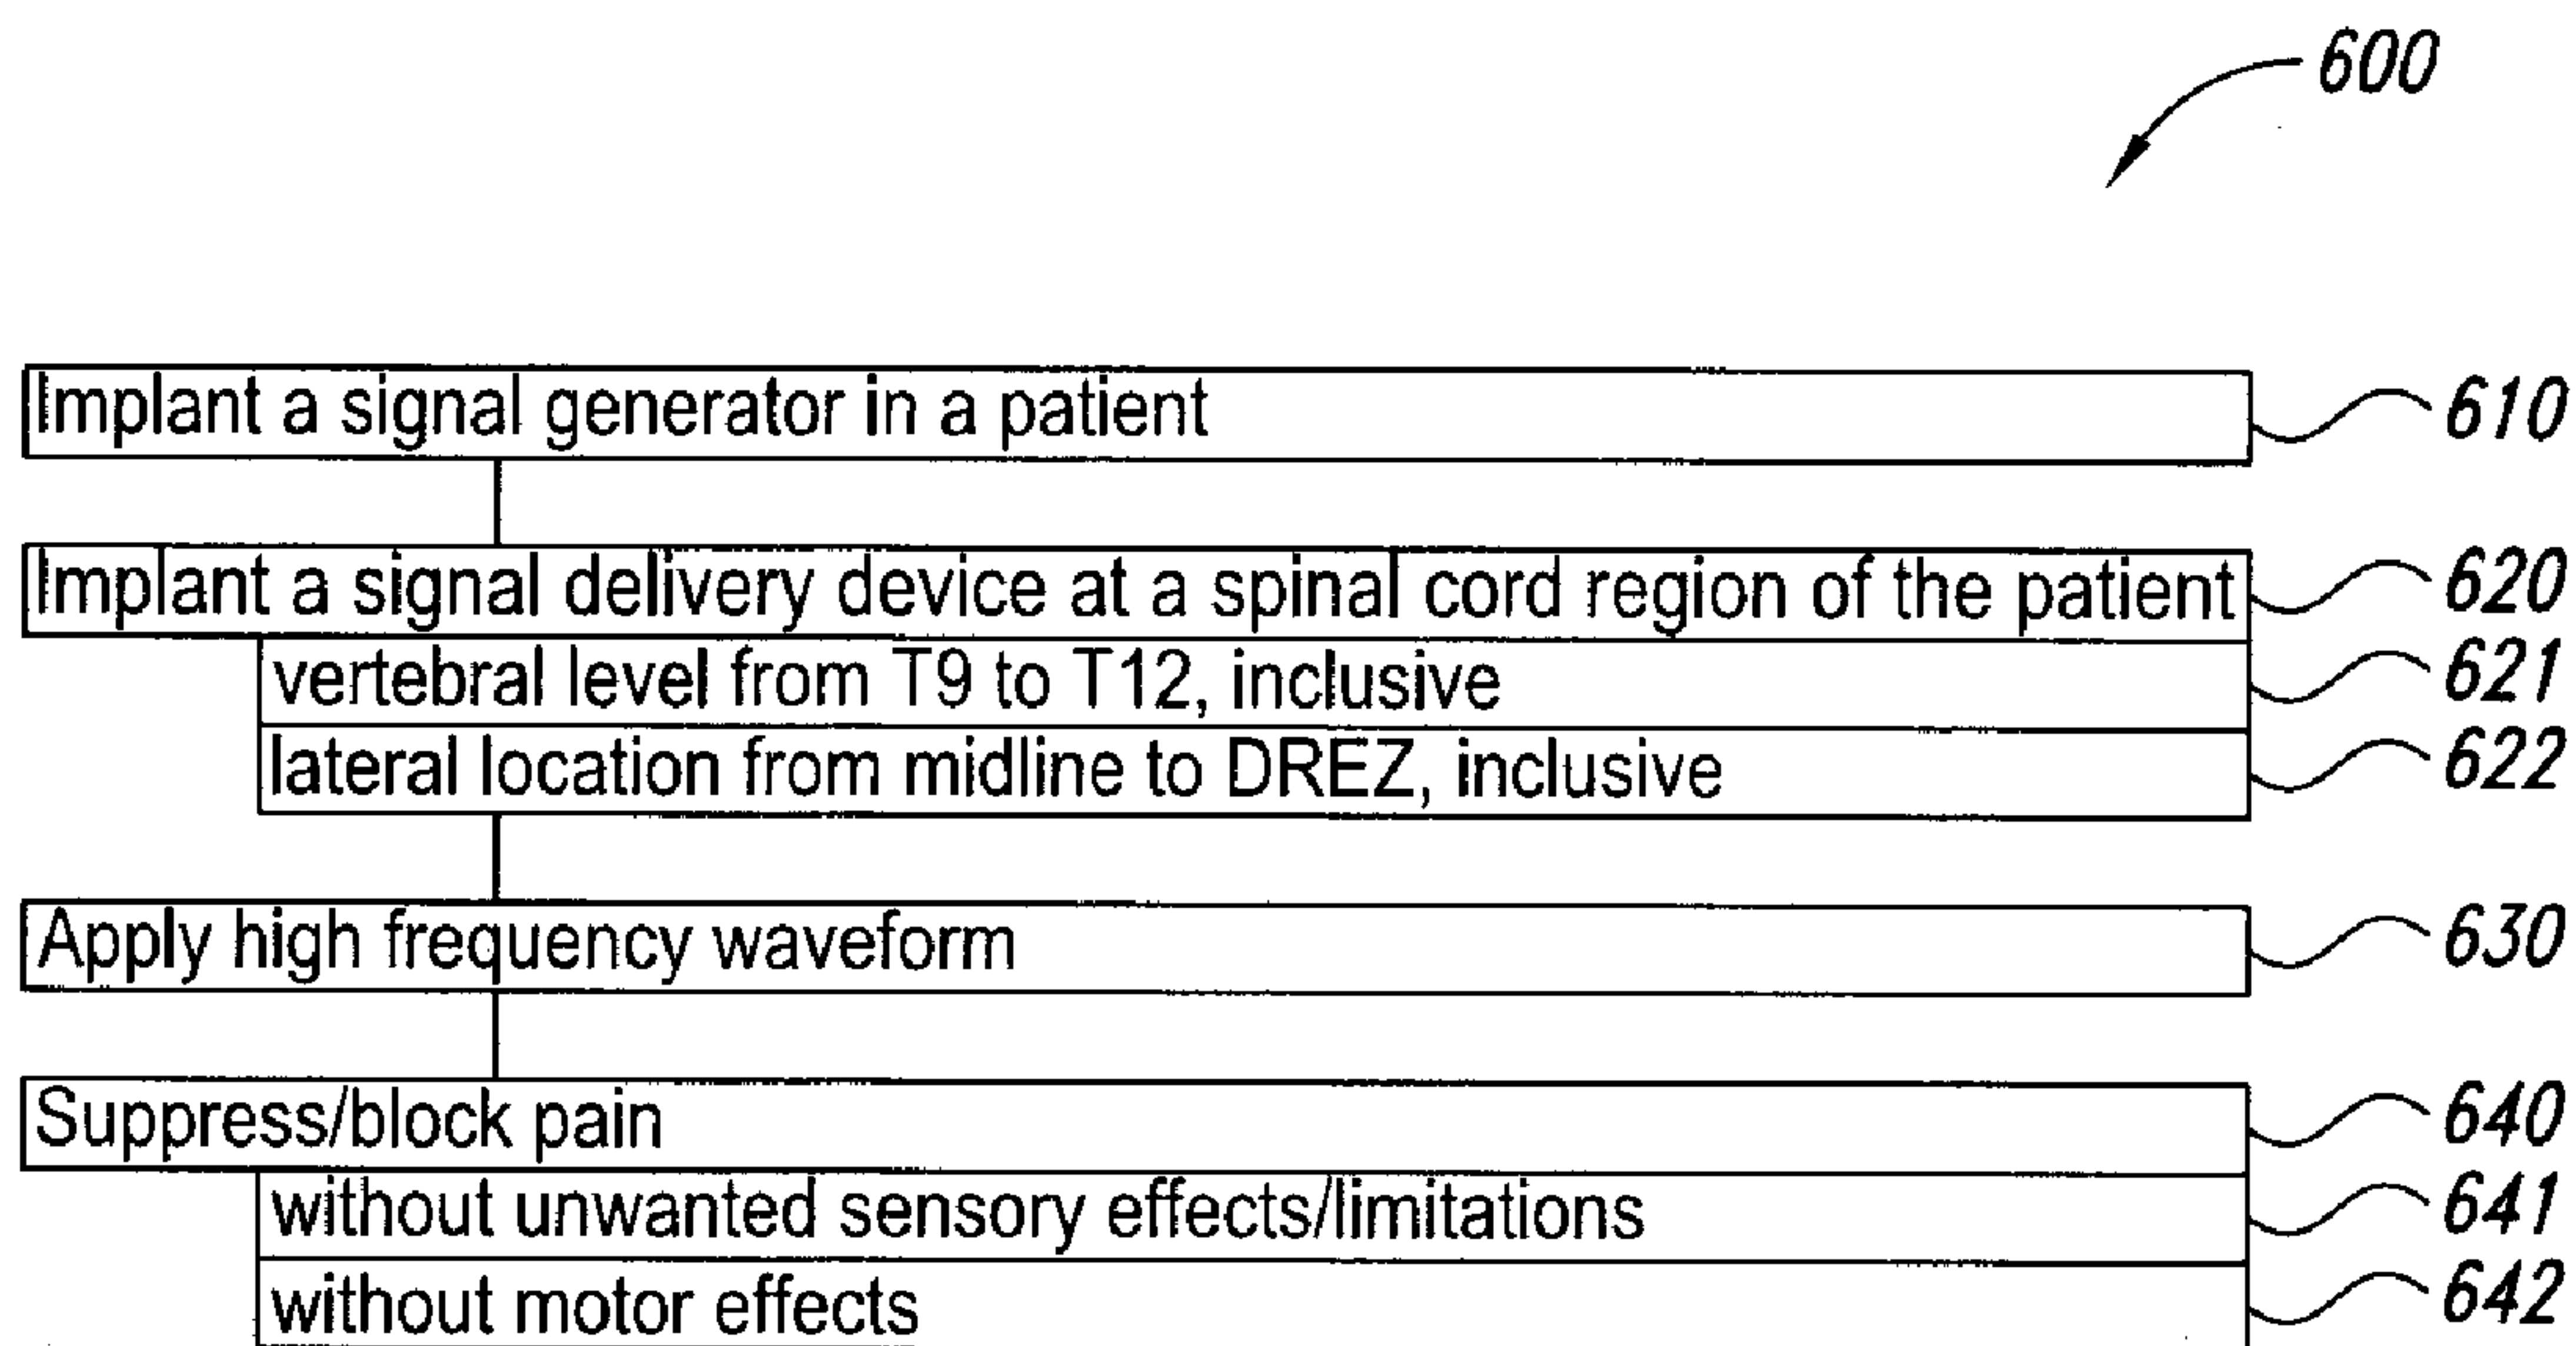 600
Implant a signal generator in a patient 610
Implant a signal delivery device at a spinal cord region of the patient 620
vertebral level from T9 to T12, inclusive 621
lateral location from midline to DREZ, inclusive 622
Apply high frequency waveform 630
Suppress/block pain 640
without unwanted sensory effects/limitations 641
without motor effects 642